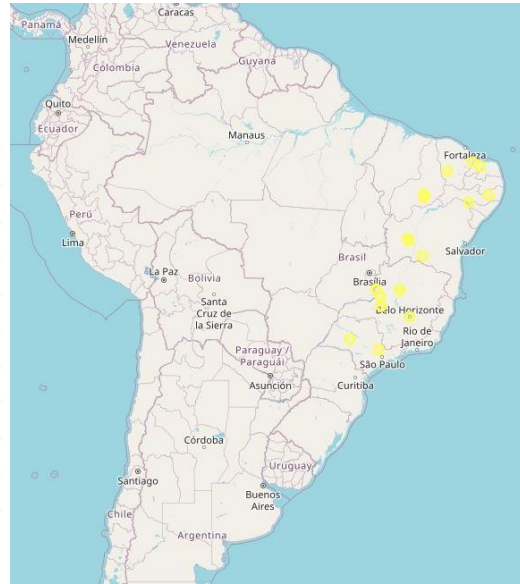 Caracas
Panamá
Medellín
Venezuela
Guyana
Colombia
Quito
Ecuador
Manaus
Fortaleza
Perú
Lima
Brasil
Salvador
La Paz
Bolivia
Brasília
Santa
Cruz de
la Sierra
Belo Horizonte
Rio de
Janeiro
Paraguay /
Paraguái
São Paulo
Asunción
Curitiba
Córdoba
Uruguay
Santiago
Buenos
Aires
Chile
Argentina